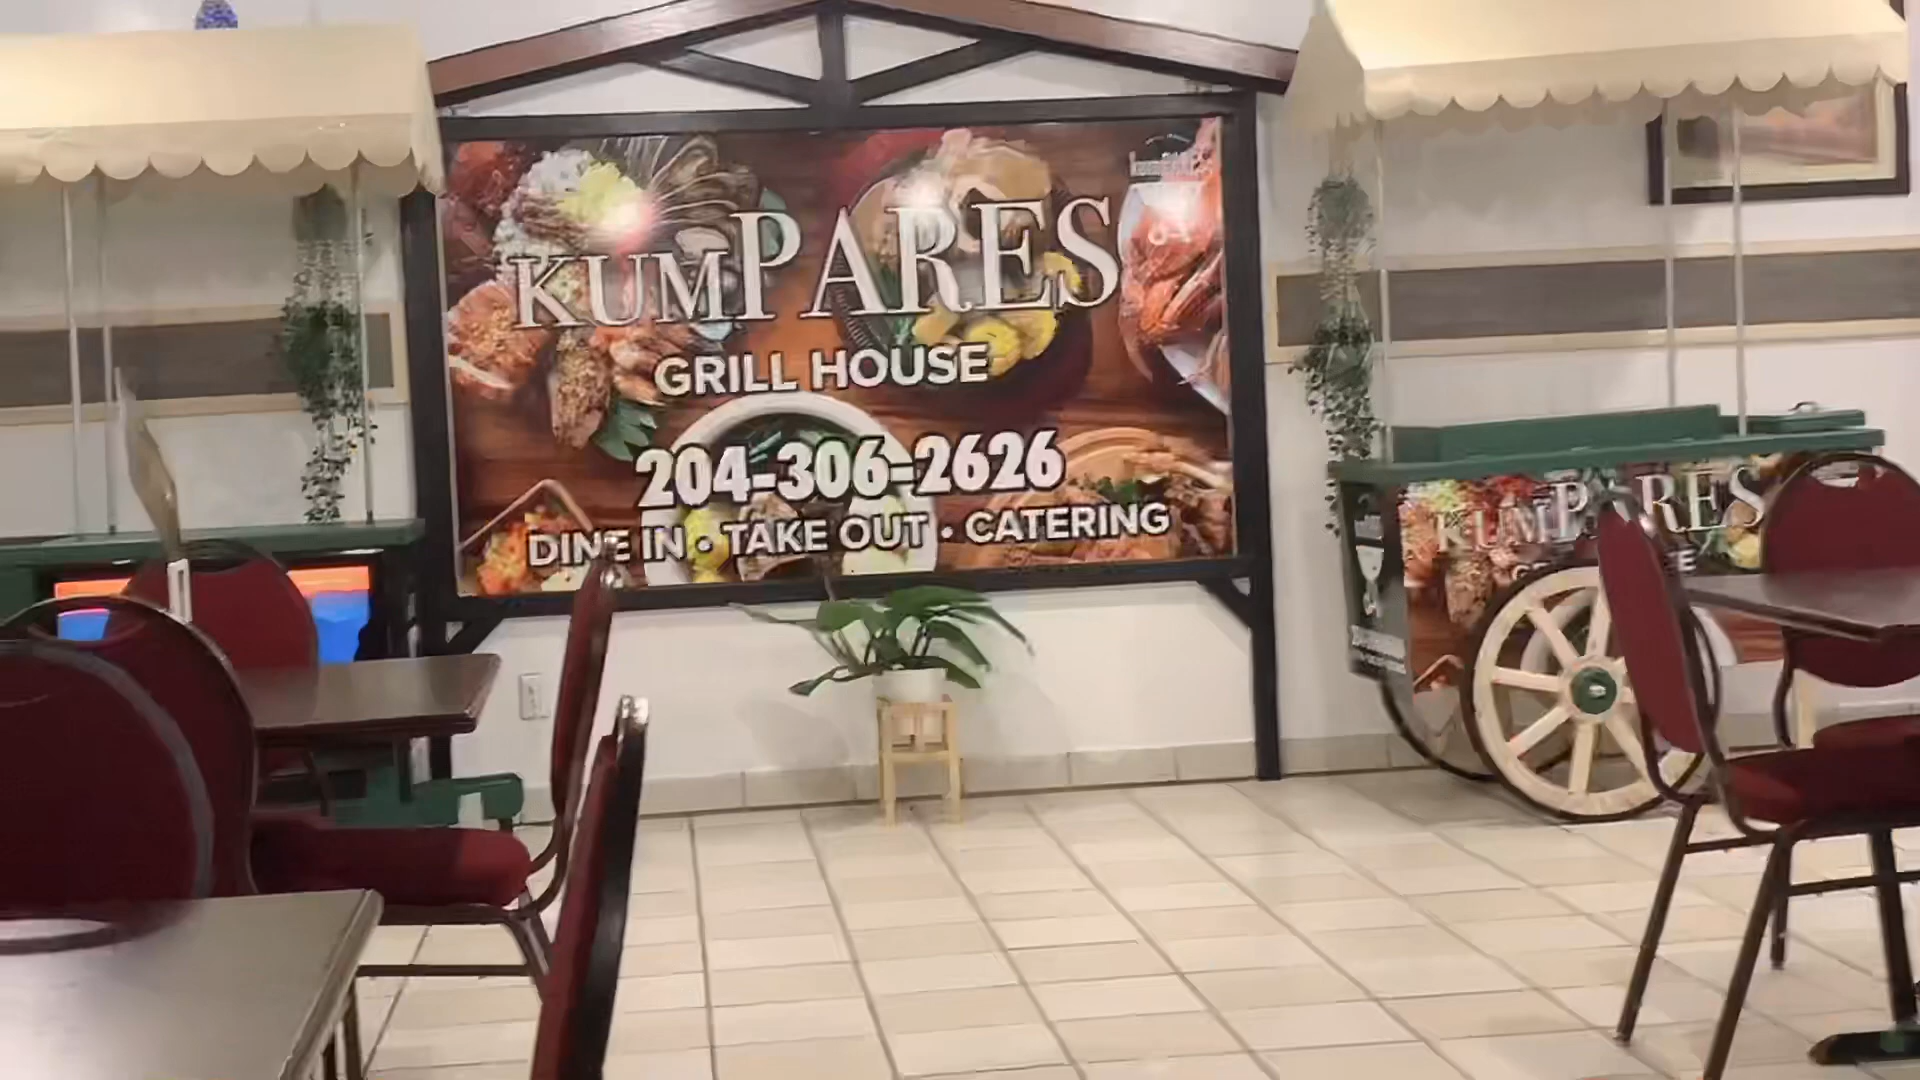 KUMPARES
GRILL HOUSE
204-306-2626
DINE IN • TAKE OUT • CATERING
KUMPARES